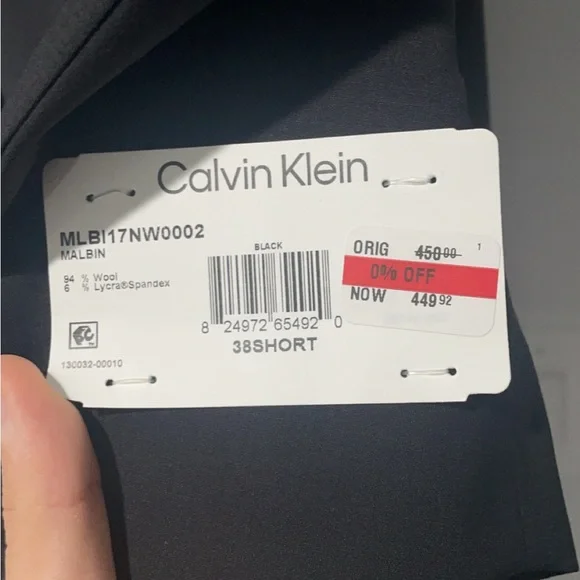 Calvin Klein
MLBI17NW0002
MALBIN
94 % Wool
6 % Lycra®Spandex
130032-00010
BLACK
8 24972 65492 0
38SHORT
ORIG 450 00 1
0% OFF
NOW 449 92